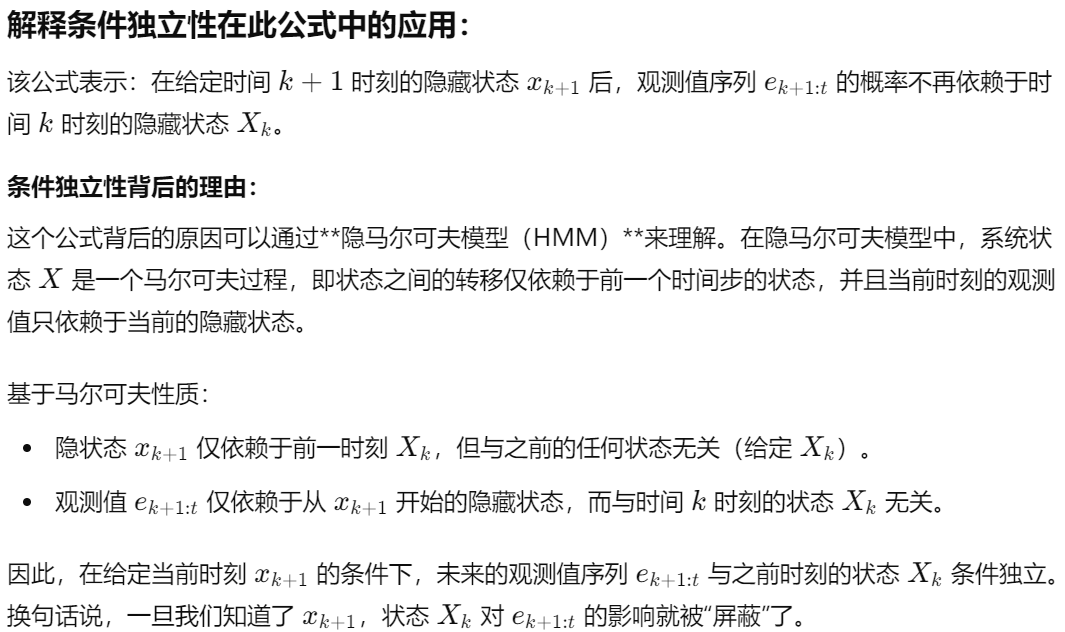 解释条件独立性在此公式中的应用：
该公式表示：在给定时间 k + 1 时刻的隐藏状态 x_{k+1} 后，观测值序列 e_{k+1:t} 的概率不再依赖于时
间 k 时刻的隐藏状态 X_k。
条件独立性背后的理由：
这个公式背后的原因可以通过**隐马尔可夫模型（HMM）**来理解。在隐马尔可夫模型中，系统状
态 X 是一个马尔可夫过程，即状态之间的转移仅依赖于前一个时间步的状态，并且当前时刻的观测
值只依赖于当前的隐藏状态。
基于马尔可夫性质：
• 隐状态 x_{k+1} 仅依赖于前一时刻 X_k，但与之前的任何状态无关（给定 X_k）。
• 观测值 e_{k+1:t} 仅依赖于从 x_{k+1} 开始的隐藏状态，而与时间 k 时刻的状态 X_k 无关。
因此，在给定当前时刻 x_{k+1} 的条件下，未来的观测值序列 e_{k+1:t} 与之前时刻的状态 X_k 条件独立。
换句话说，一旦我们知道了 x_{k+1}，状态 X_k 对 e_{k+1:t} 的影响就被“屏蔽”了。